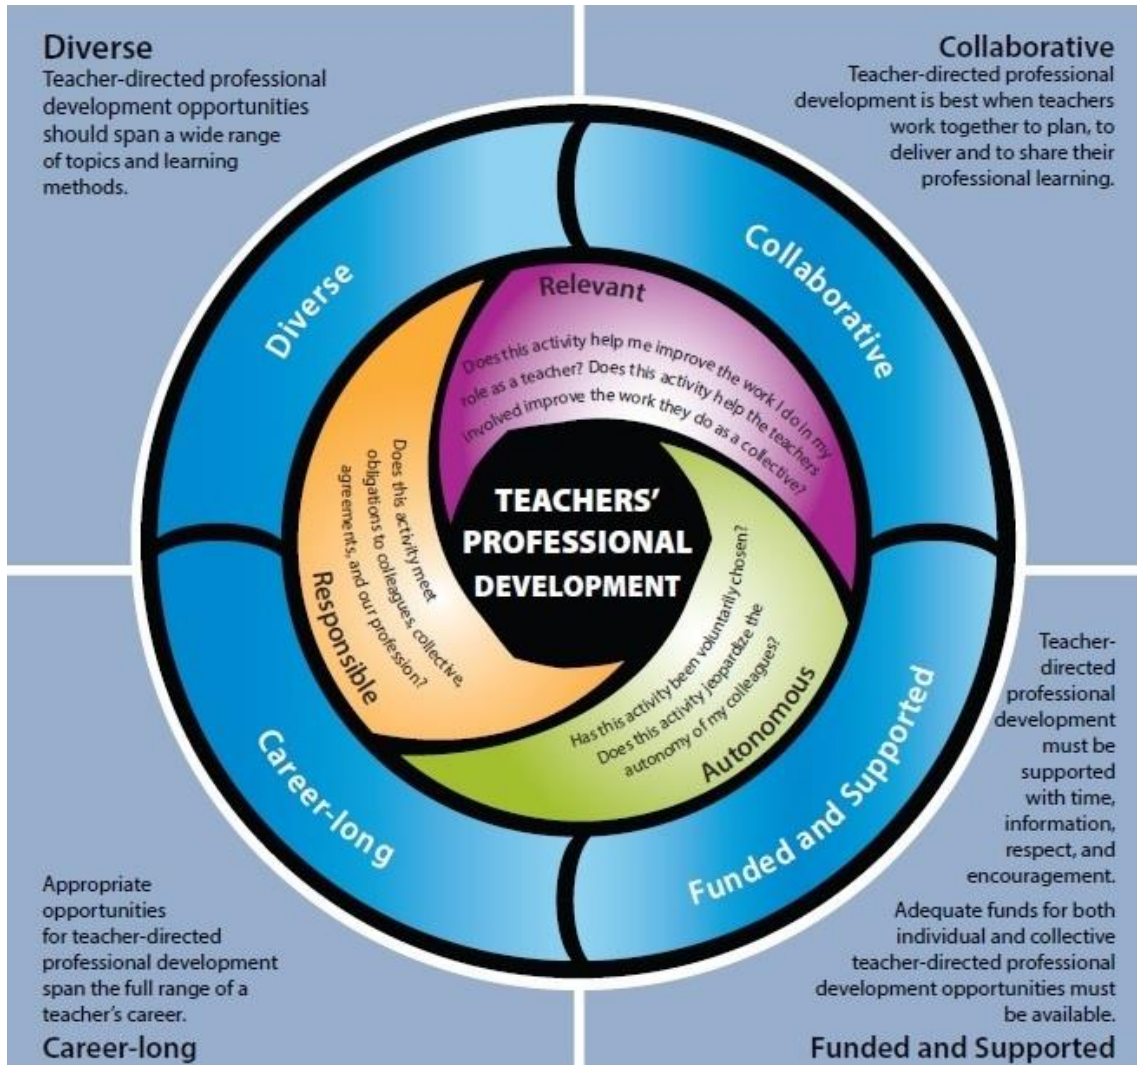 Diverse
Teacher-directed professional
development opportunities
should span a wide range
of topics and learning
methods.
Collaborative
Teacher-directed professional
development is best when teachers
work together to plan, to
deliver and to share their
professional learning.
Diverse
Collaborative
Relevant
Does this activity help me improve the work I do in my
role as a teacher? Does this activity help the teachers
involved improve the work they do as a collective?
TEACHERS'
PROFESSIONAL
DEVELOPMENT
Does this activity meet
obligations to colleagues, collective,
agreements, and our profession?
Responsible
Has this activity been voluntarily chosen?
Does this activity jeopardize the
autonomy of my colleagues?
Autonomous
Career-long
Funded and Supported
Appropriate
opportunities
for teacher-directed
professional development
span the full range of a
teacher's career.
Career-long
Teacher-
directed
professional
development
must be
supported
with time,
information,
respect, and
encouragement.
Adequate funds for both
individual and collective
teacher-directed professional
development opportunities must
be available.
Funded and Supported